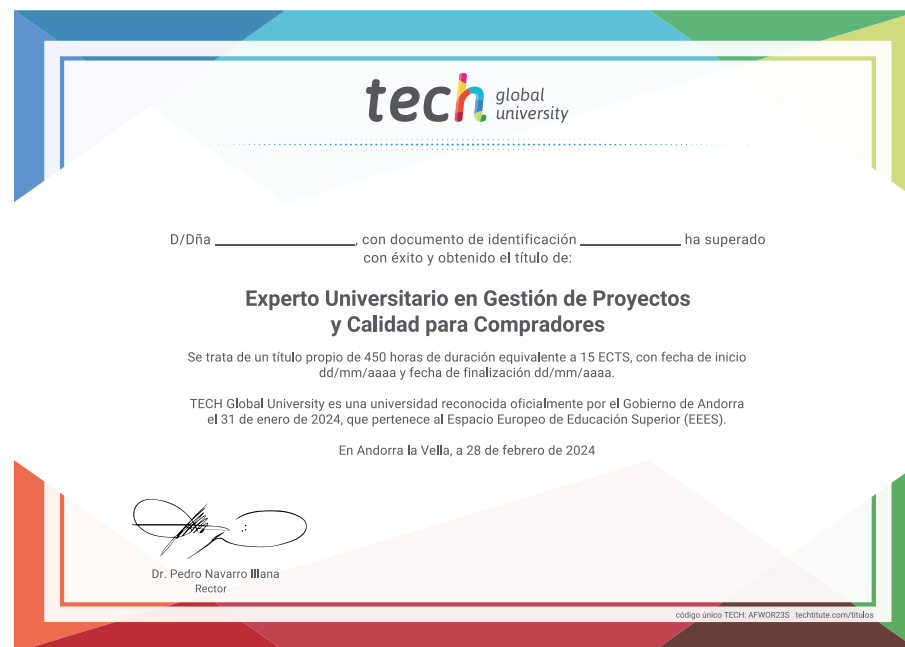 tech global
university
D/Dña ____________________, con documento de identificación ______________ ha superado
con éxito y obtenido el título de:
Experto Universitario en Gestión de Proyectos
y Calidad para Compradores
Se trata de un título propio de 450 horas de duración equivalente a 15 ECTS, con fecha de inicio
dd/mm/aaaa y fecha de finalización dd/mm/aaaa.
TECH Global University es una universidad reconocida oficialmente por el Gobierno de Andorra
el 31 de enero de 2024, que pertenece al Espacio Europeo de Educación Superior (EEES).
En Andorra la Vella, a 28 de febrero de 2024
Dr. Pedro Navarro Illana
Rector
código único TECH: AFWOR23S techtitute.com/titulos